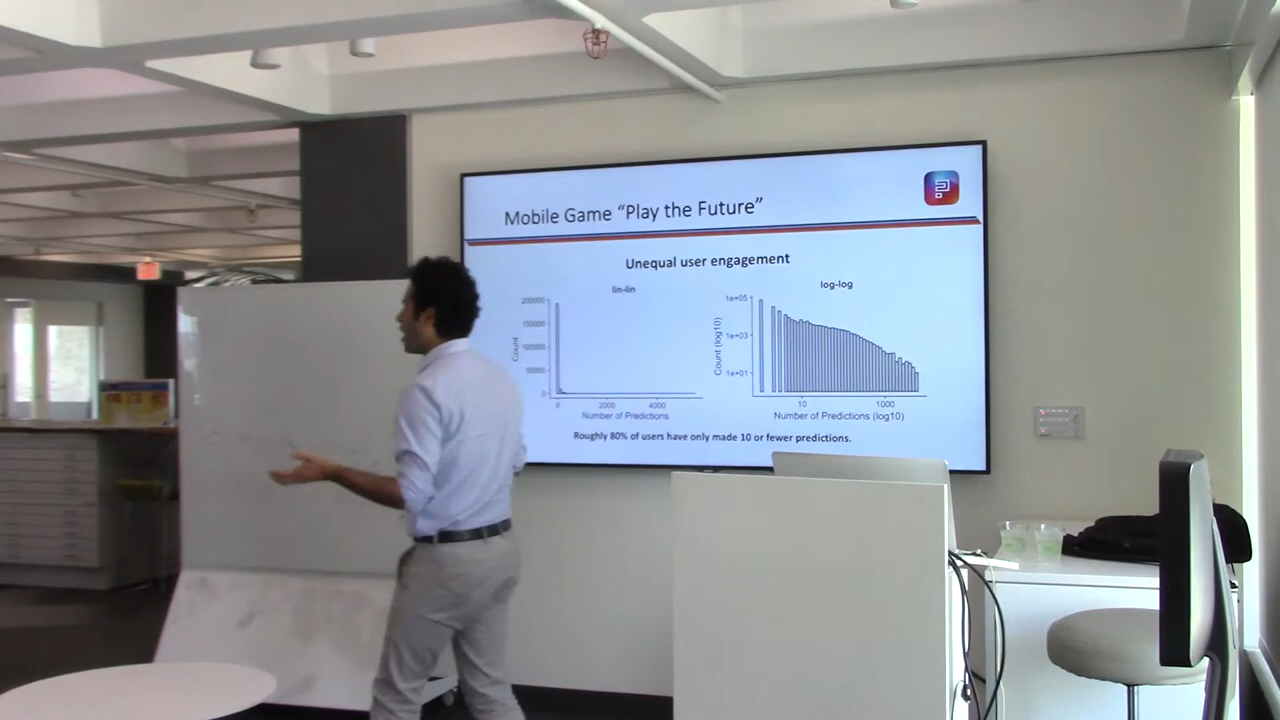 Mobile Game “Play the Future”
Unequal user engagement
lin-lin
200000
150000
100000
50000
0
Count
0
2000
4000
Number of Predictions
log-log
1e+05
1e+03
1e+01
Count (log10)
10
1000
Number of Predictions (log10)
Roughly 80% of users have only made 10 or fewer predictions.